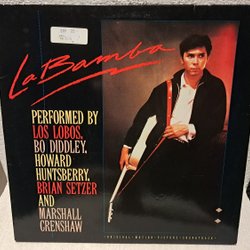 La Bamba
PERFORMED BY
LOS LOBOS,
BO DIDDLEY,
HOWARD
HUNTSBERRY,
BRIAN SETZER
AND
MARSHALL
CRENSHAW
ORIGINAL MOTION PICTURE SOUNDTRACK